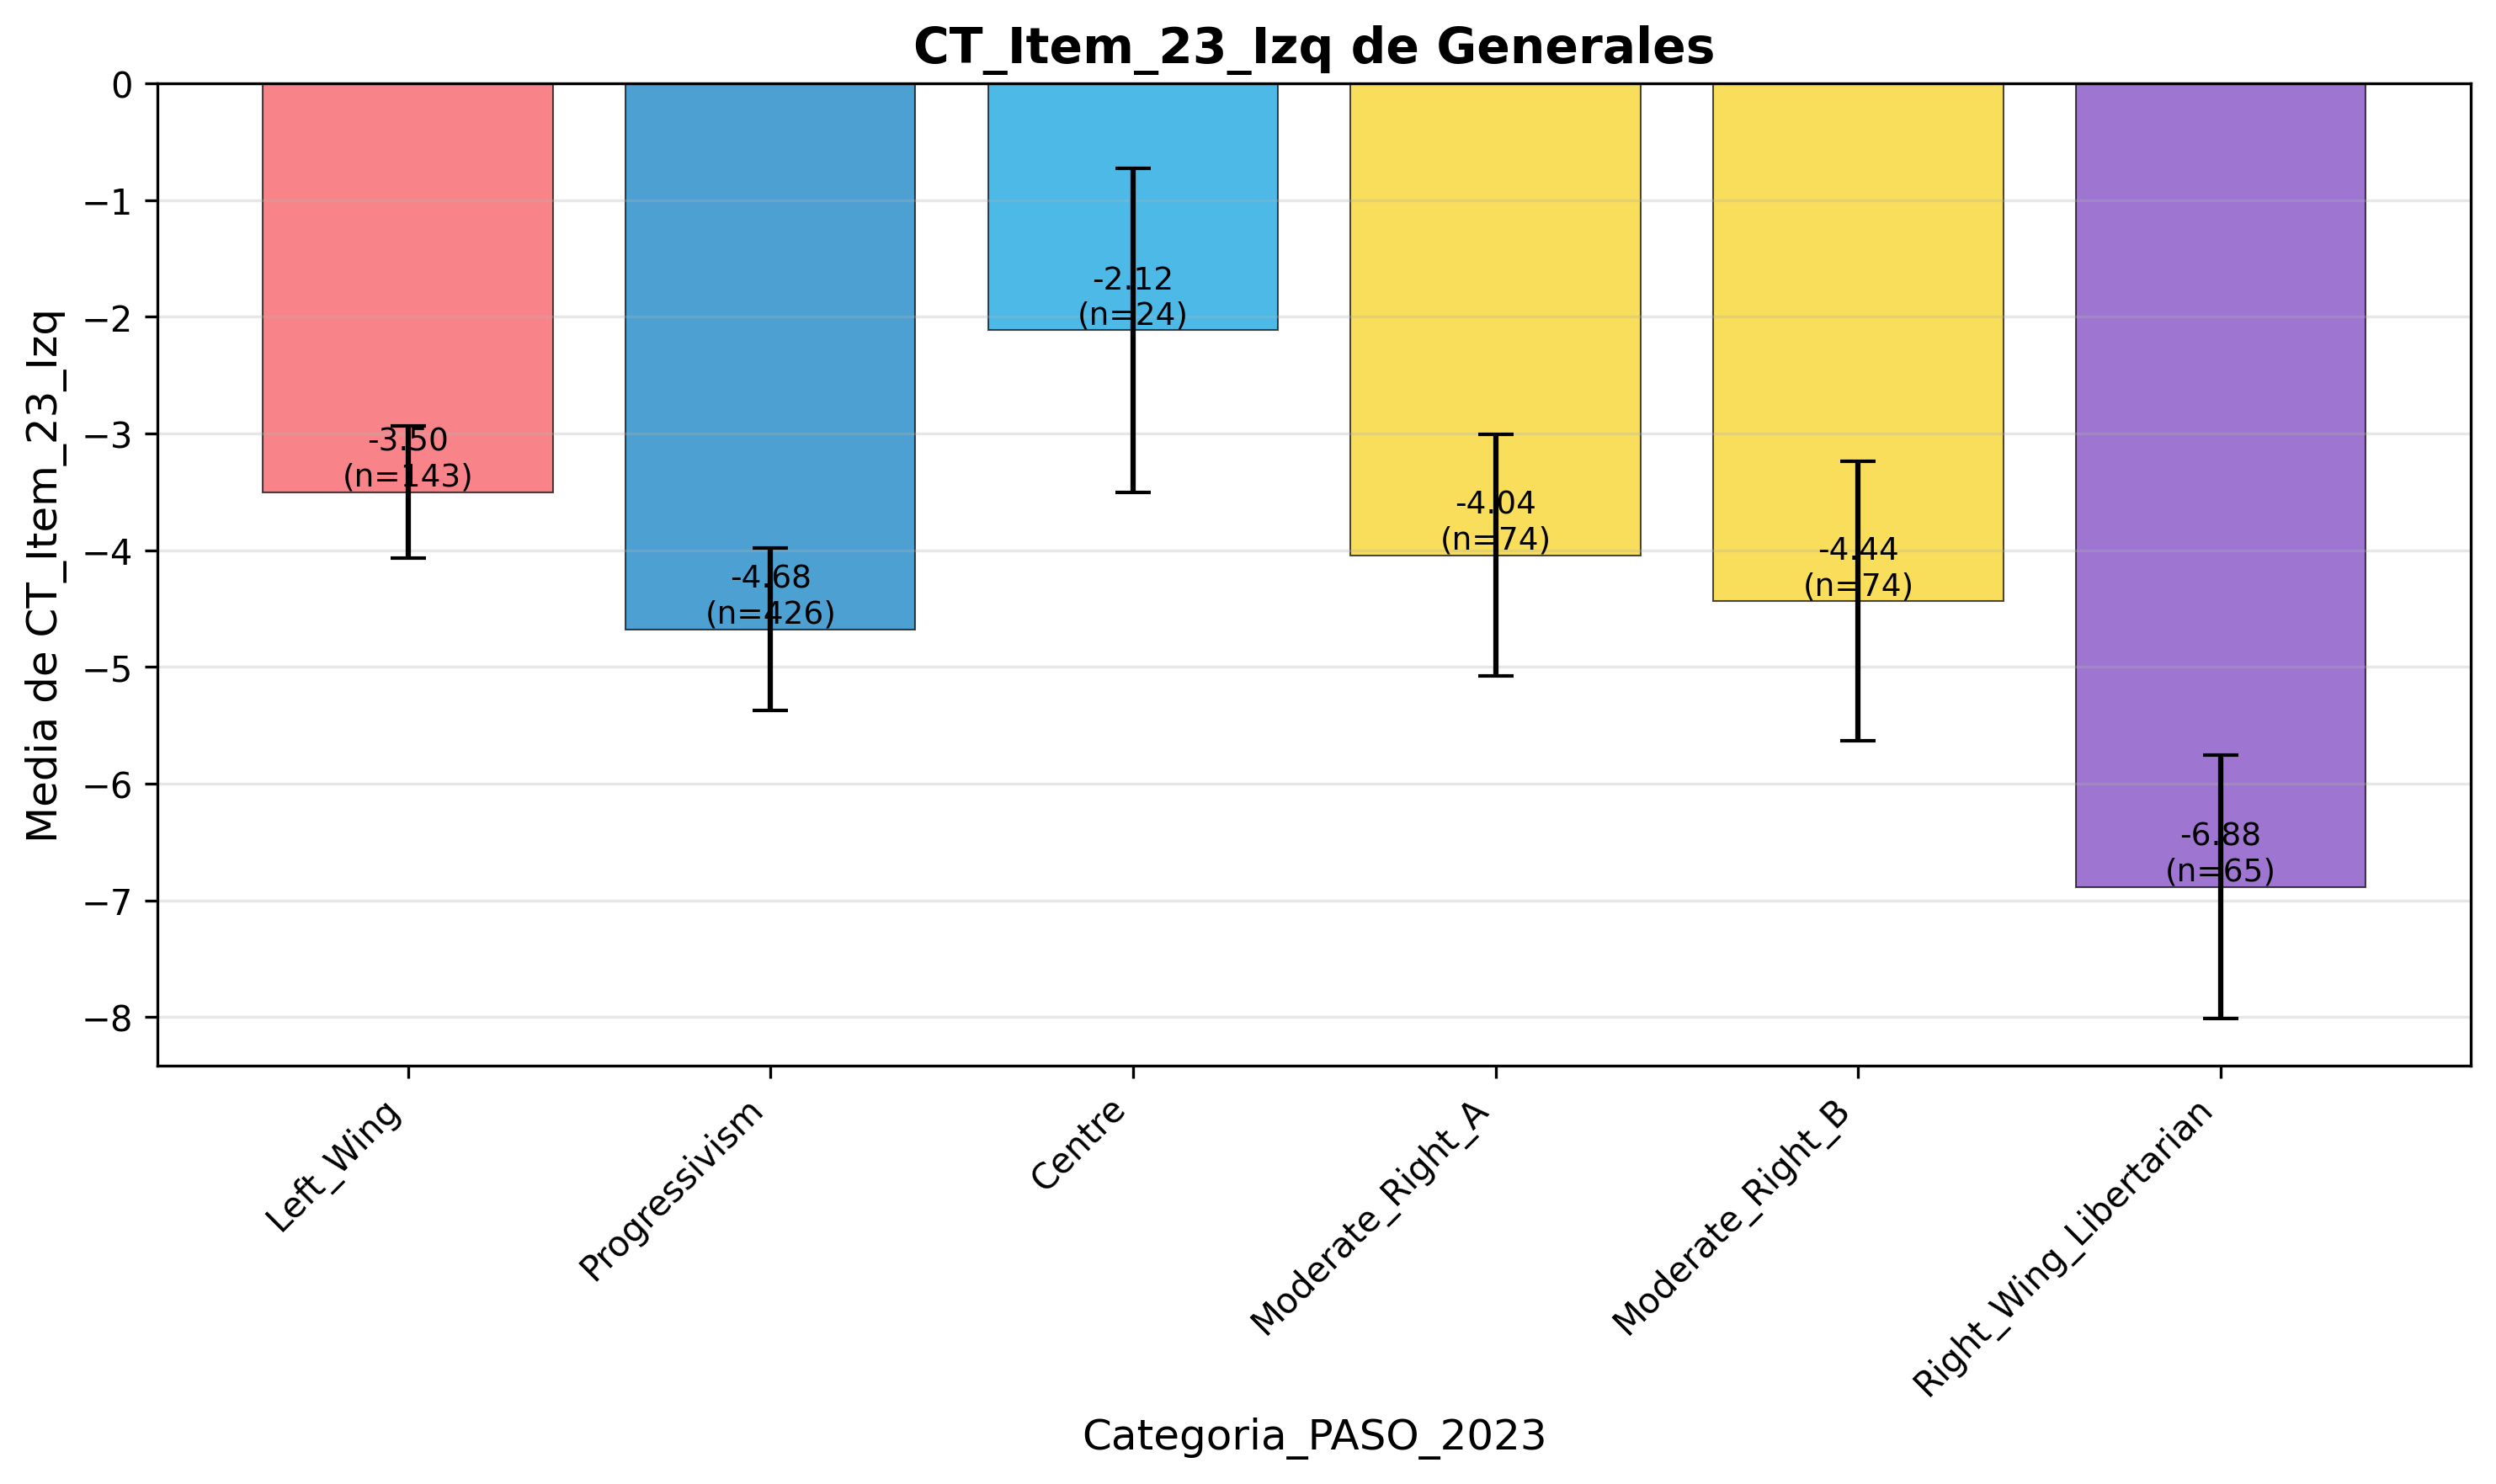 CT_Item_23_Izq de Generales
Media de CT_Item_23_Izq
0
−1
−2
−3
−4
−5
−6
−7
−8
-3.50
(n=143)
-4.68
(n=426)
-2.12
(n=24)
-4.04
(n=74)
-4.44
(n=74)
-6.88
(n=65)
Left_Wing
Progressivism
Centre
Moderate_Right_A
Moderate_Right_B
Right_Wing_Libertarian
Categoria_PASO_2023